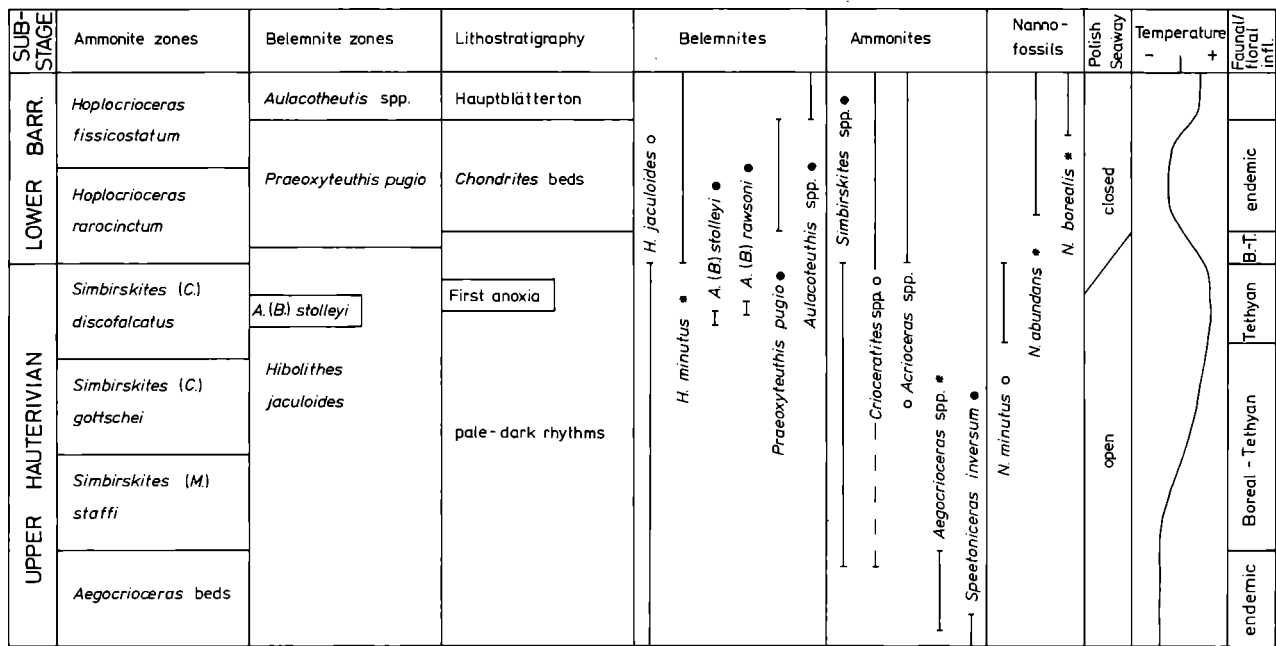 SUB-
STAGE
Ammonite zones
Belemnite zones
Lithostratigraphy
Belemnites
Ammonites
Nanno-
fossils
Polish
Seaway
Temperature
- +
Faunal/
floral
infl.
LOWER BARR.
UPPER HAUTERIVIAN
Hoplocrioceras
fissicostatum
Hoplocrioceras
rarocinctum
Simbirskites (C.)
discofalcatus
Simbirskites (C.)
gottschei
Simbirskites (M.)
staffi
Aegocrioceras beds
Aulacotheutis spp.
Praeoxyteuthis pugio
A.(B.) stolleyi
Hibolithes
jaculoides
Hauptblätterton
Chondrites beds
First anoxia
pale-dark rhythms
H. jaculoides ○
H. minutus *
A.(B.) stolleyi ●
A.(B.) rawsoni ●
Praeoxyteuthis pugio ●
Aulacoteuthis spp. ●
Simbirskites spp. ●
Crioceratites spp. ○
○ Acrioceras spp.
Aegocrioceras spp. *
Speetoniceras inversum ●
N. minutus ○
N. abundans *
N. borealis *
closed
open
endemic
B.-T.
Tethyan
Boreal - Tethyan
endemic